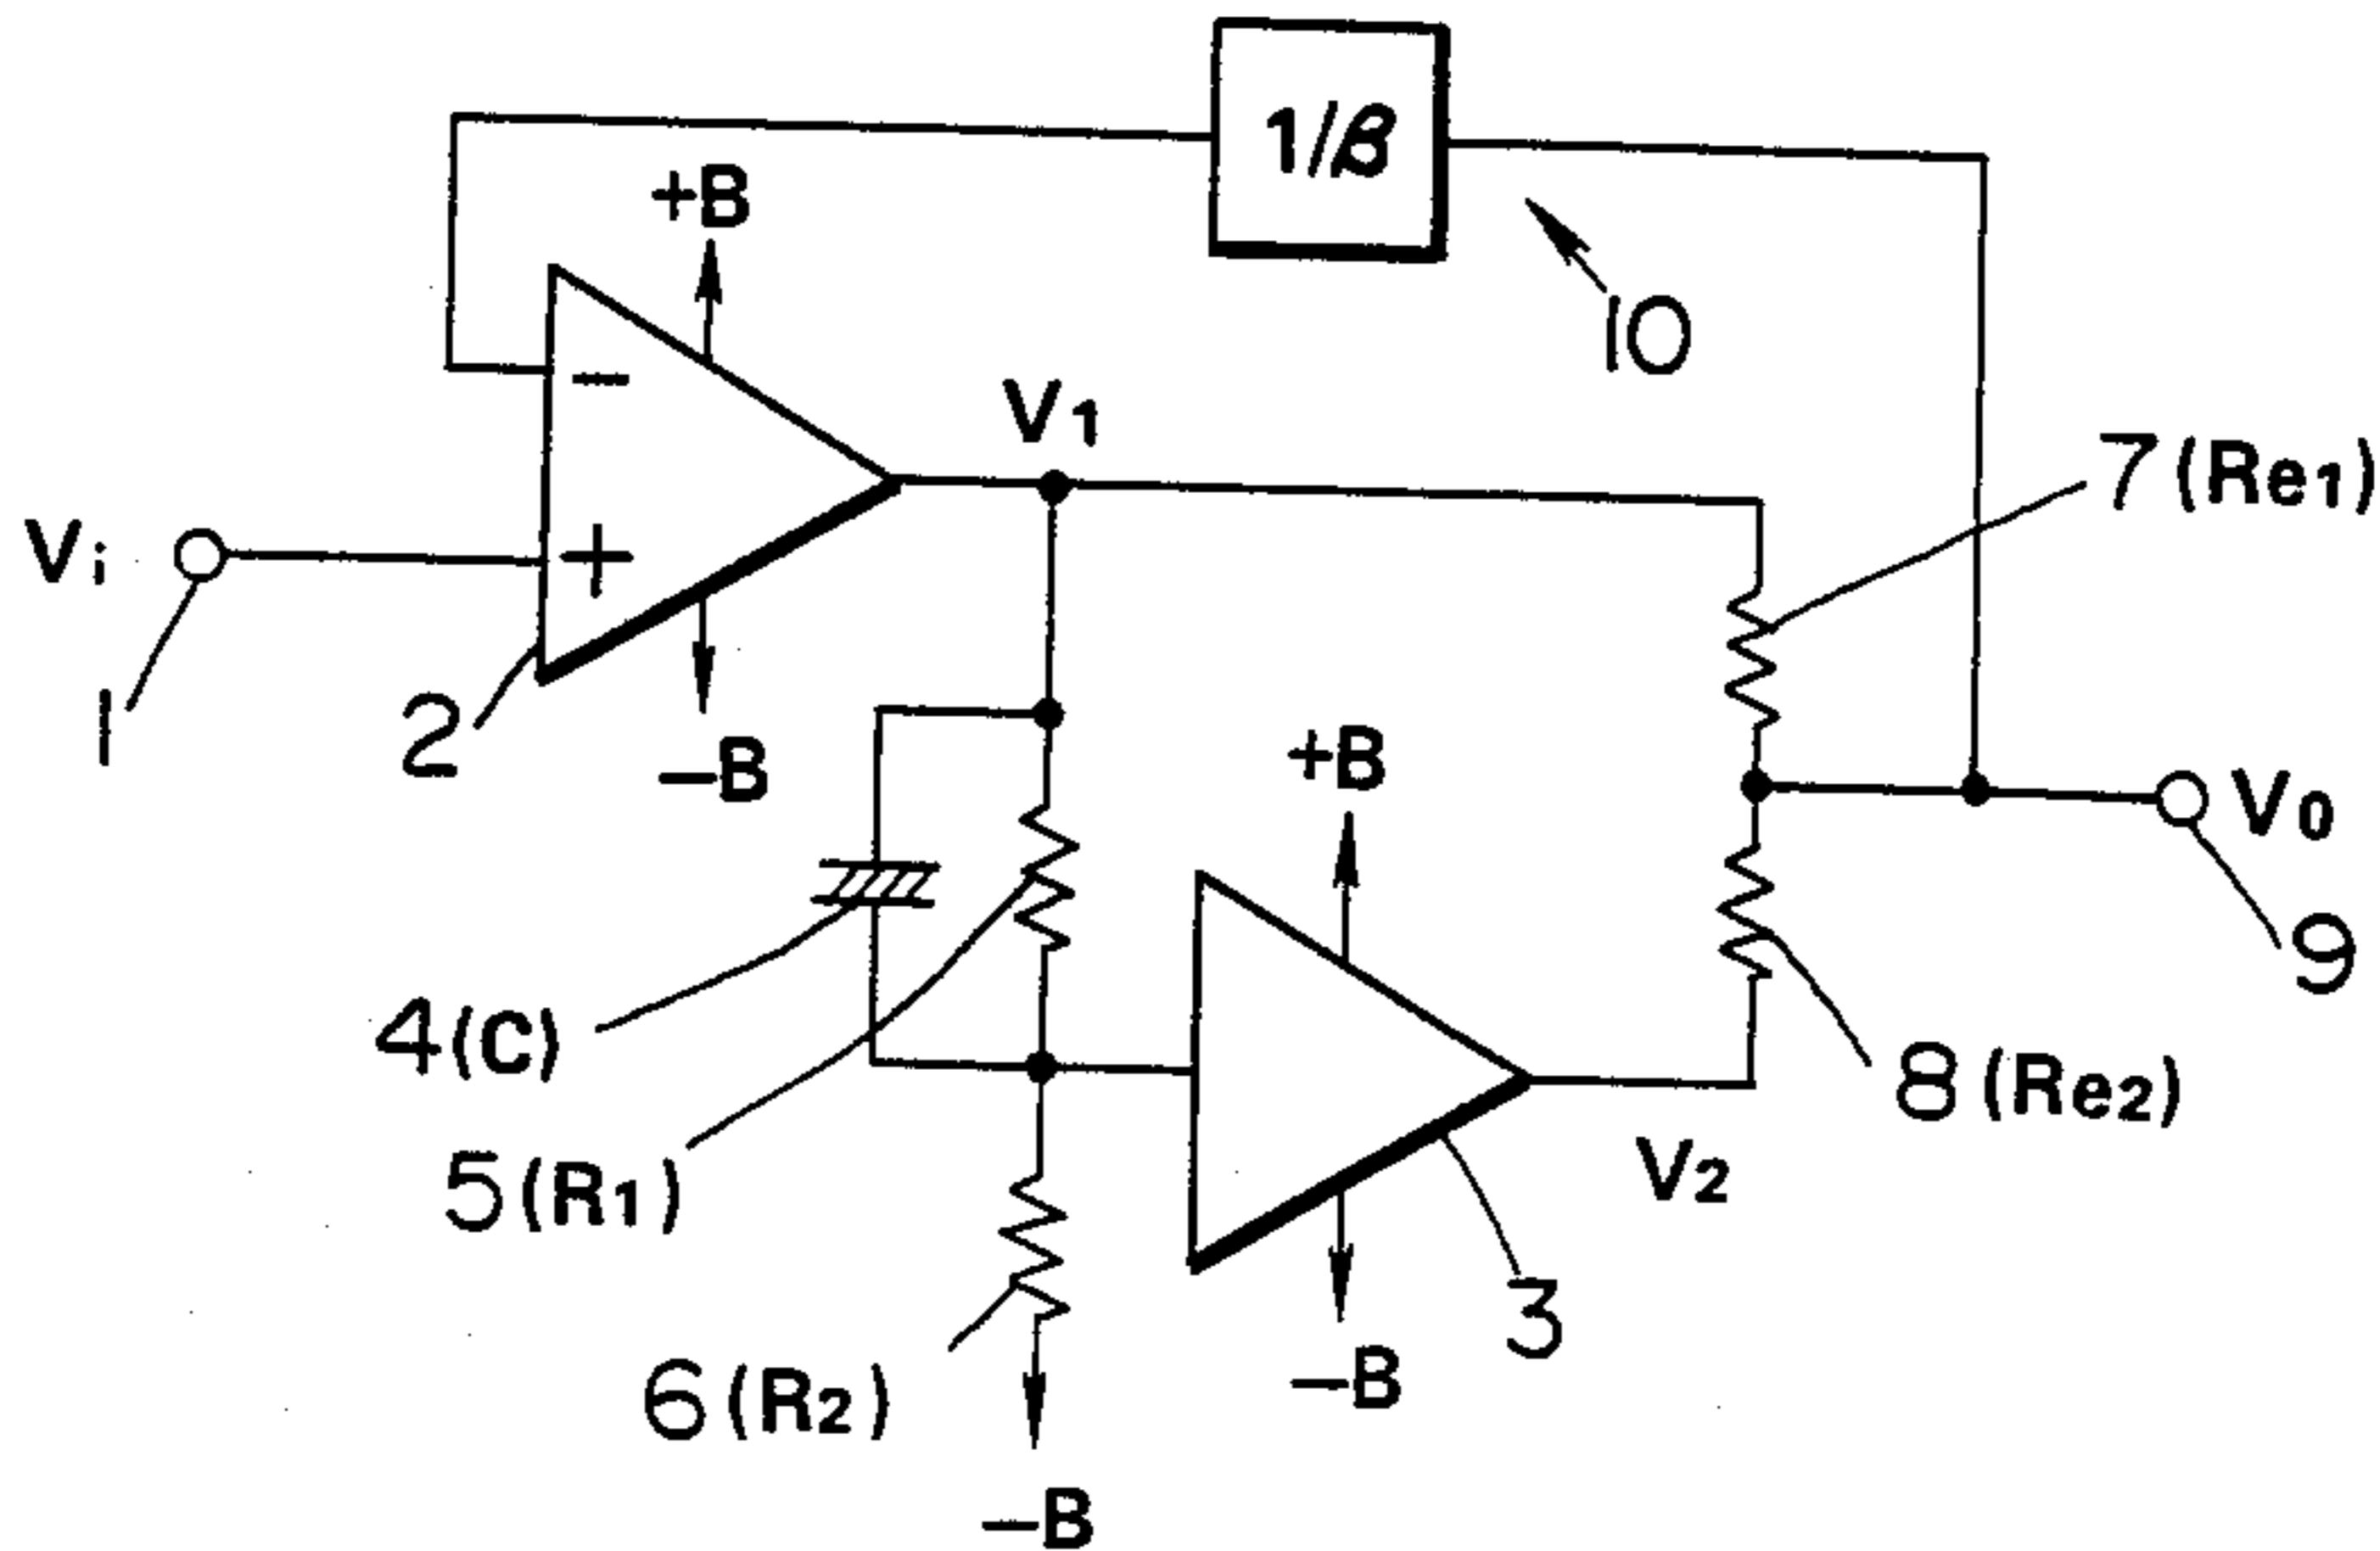 1/β
+B
10
V1
7 (Re1)
Vi
−
+
1
2
−B
+B
V0
9
4 (C)
8 (Re2)
5 (R1)
V2
3
6 (R2)
−B
−B